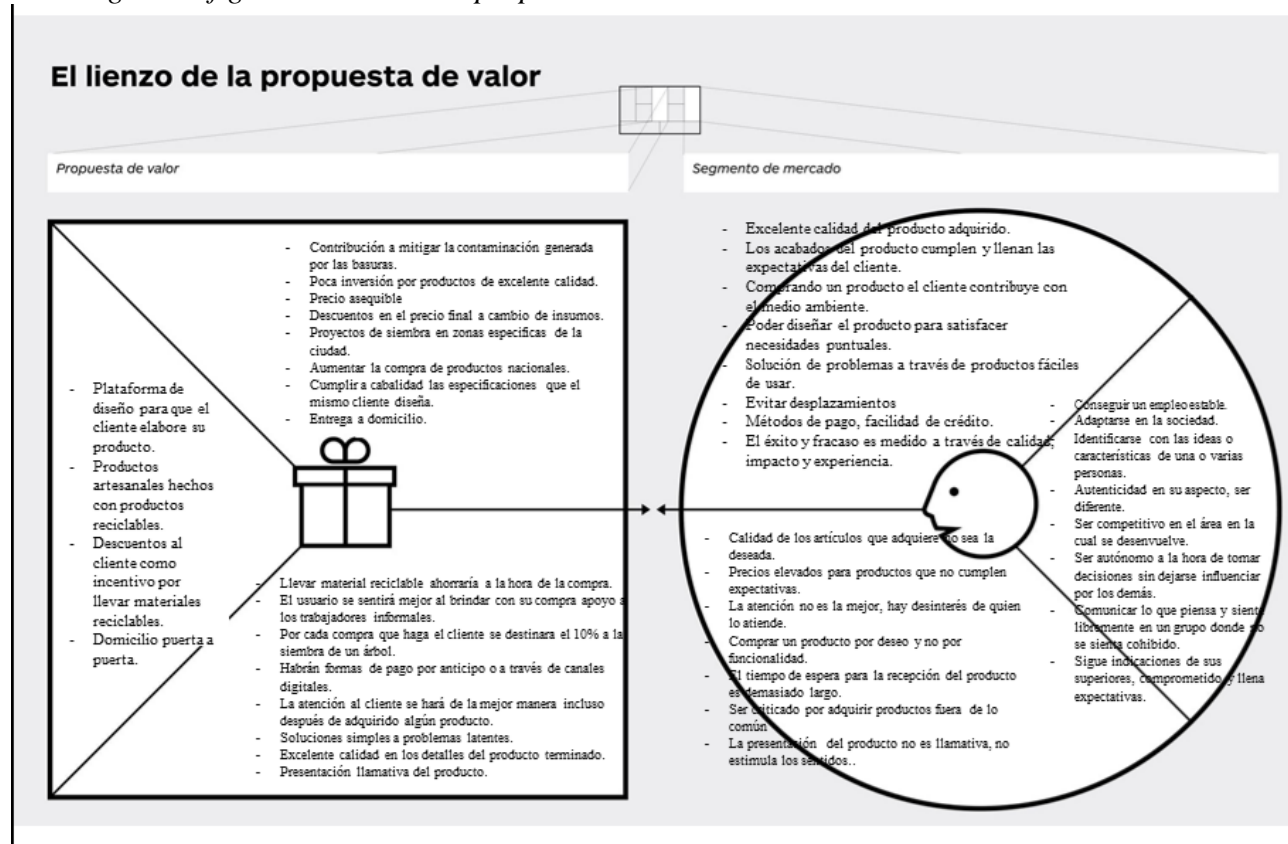 El lienzo de la propuesta de valor
Propuesta de valor
- Contribución a mitigar la contaminación generada
por las basuras.
- Poca inversión por productos de excelente calidad.
- Precio asequible
- Descuentos en el precio final a cambio de insumos.
- Proyectos de siembra en zonas especificas de la
ciudad.
- Aumentar la compra de productos nacionales.
- Cumplir a cabalidad las especificaciones que el
mismo cliente diseña.
- Entrega a domicilio.
- Plataforma de
diseño para que el
cliente elabore su
producto.
- Productos
artesanales hechos
con productos
reciclables.
- Descuentos al
cliente como
incentivo por
llevar materiales
reciclables.
- Domicilio puerta a
puerta.
- Llevar material reciclable ahorraría a la hora de la compra.
- El usuario se sentirá mejor al brindar con su compra apoyo a
los trabajadores informales.
- Por cada compra que haga el cliente se destinara el 10% a la
siembra de un árbol.
- Habrán formas de pago por anticipo o a través de canales
digitales.
- La atención al cliente se hará de la mejor manera incluso
después de adquirido algún producto.
- Soluciones simples a problemas latentes.
- Excelente calidad en los detalles del producto terminado.
- Presentación llamativa del producto.
Segmento de mercado
- Excelente calidad del producto adquirido.
- Los acabados del producto cumplen y llenan las
expectativas del cliente.
- Comprando un producto el cliente contribuye con
el medio ambiente.
- Poder diseñar el producto para satisfacer
necesidades puntuales.
- Solución de problemas a través de productos fáciles
de usar.
- Evitar desplazamientos
- Métodos de pago, facilidad de crédito.
- El éxito y fracaso es medido a través de calidad,
impacto y experiencia.
- Conseguir un empleo estable.
- Adaptarse en la sociedad.
Identificarse con las ideas o
características de una o varias
personas.
- Autenticidad en su aspecto, ser
diferente.
- Ser competitivo en el área en la
cual se desenvuelve.
- Ser autónomo a la hora de tomar
decisiones sin dejarse influenciar
por los demás.
- Comunicar lo que piensa y siente
libremente en un grupo donde no
se sienta cohibido.
- Sigue indicaciones de sus
superiores, comprometido y llena
expectativas.
- Calidad de los artículos que adquiere no sea la
deseada.
- Precios elevados para productos que no cumplen
expectativas.
- La atención no es la mejor, hay desinterés de quien
lo atiende.
- Comprar un producto por deseo y no por
funcionalidad.
- El tiempo de espera para la recepción del producto
es demasiado largo.
- Ser criticado por adquirir productos fuera de lo
común
- La presentación del producto no es llamativa, no
estimula los sentidos..